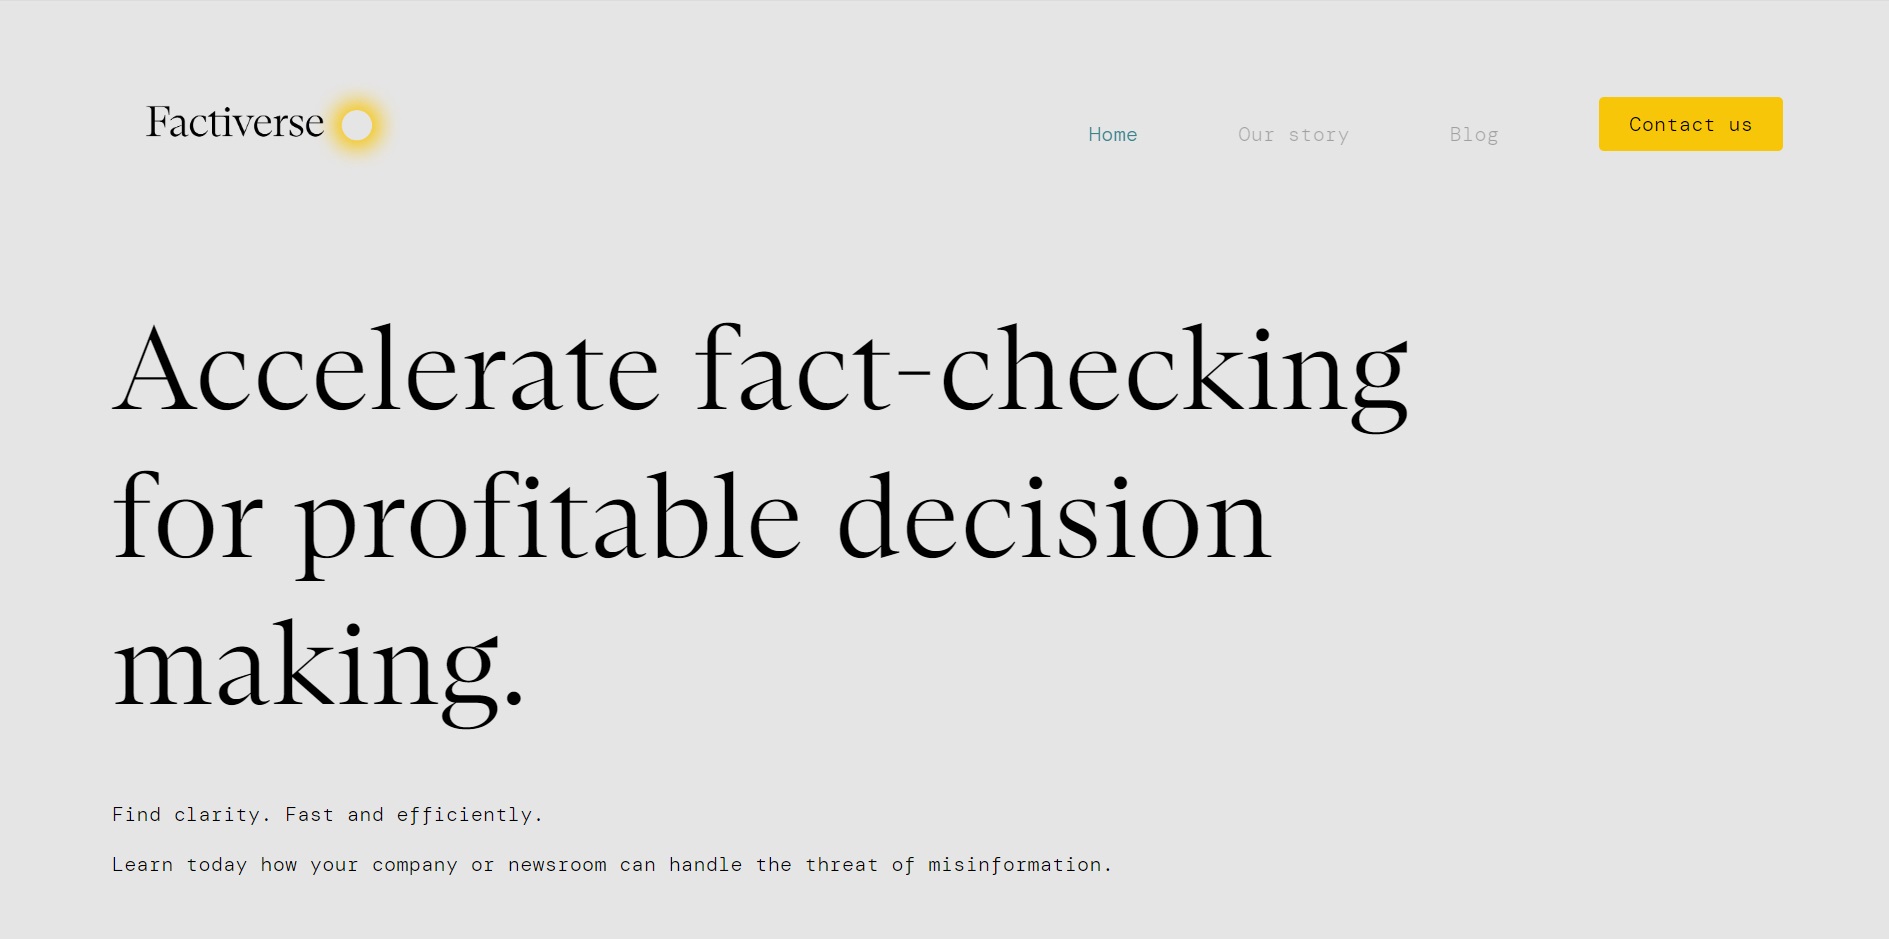 Factiverse
Home
Our story
Blog
Contact us
Accelerate fact-checking
for profitable decision
making.
Find clarity. Fast and efficiently.
Learn today how your company or newsroom can handle the threat of misinformation.